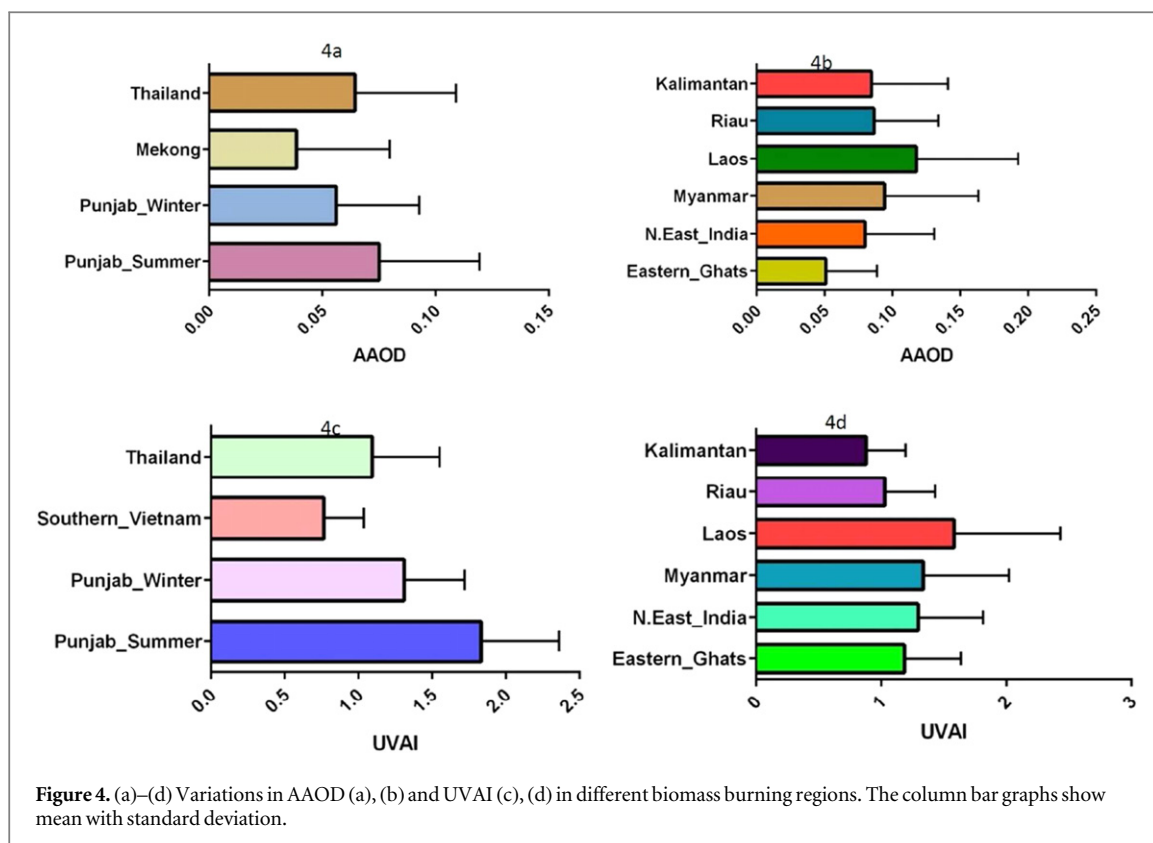 4a
Thailand
Mekong
Punjab_Winter
Punjab_Summer
0.00 0.05 0.10 0.15
AAOD
4b
Kalimantan
Riau
Laos
Myanmar
N.East_India
Eastern_Ghats
0.00 0.05 0.10 0.15 0.20 0.25
AAOD
4c
Thailand
Southern_Vietnam
Punjab_Winter
Punjab_Summer
0.0 0.5 1.0 1.5 2.0 2.5
UVAI
4d
Kalimantan
Riau
Laos
Myanmar
N.East_India
Eastern_Ghats
0 1 2 3
UVAI
Figure 4. (a)–(d) Variations in AAOD (a), (b) and UVAI (c), (d) in different biomass burning regions. The column bar graphs show
mean with standard deviation.